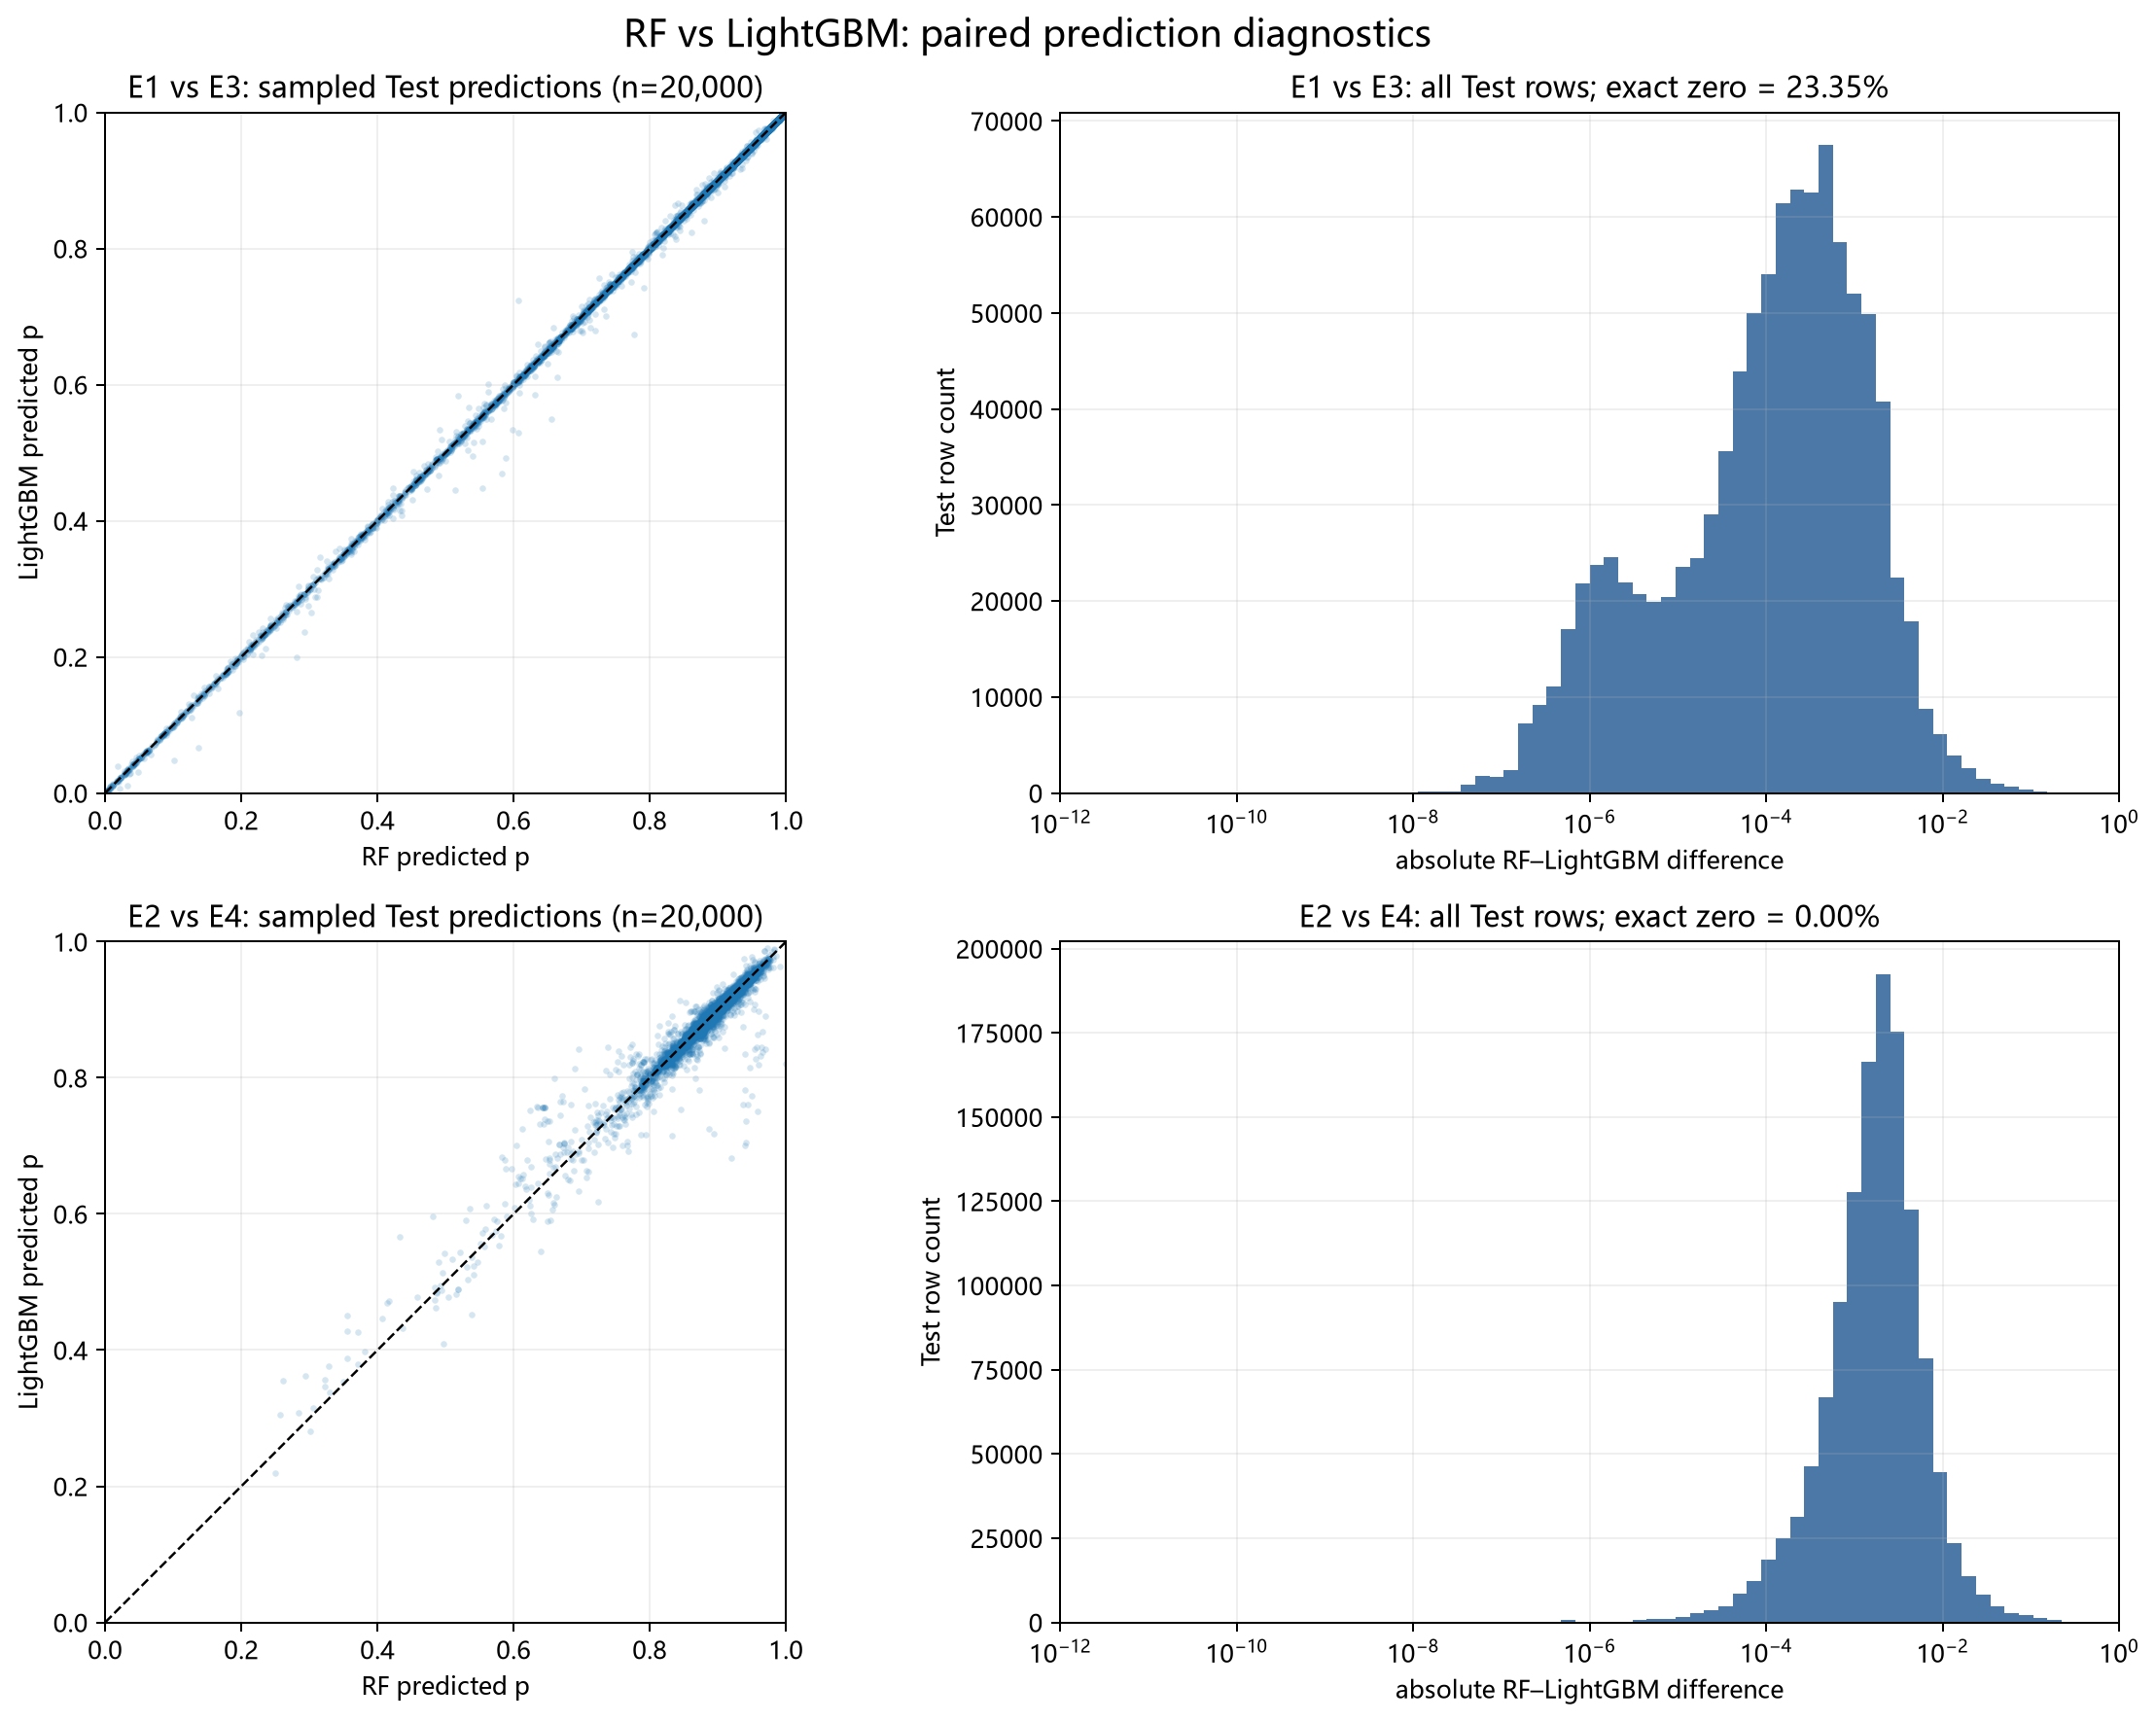 RF vs LightGBM: paired prediction diagnostics
E1 vs E3: sampled Test predictions (n=20,000)
1.0
0.8
0.6
0.4
0.2
0.0
LightGBM predicted p
0.0 0.2 0.4 0.6 0.8 1.0
RF predicted p
E1 vs E3: all Test rows; exact zero = 23.35%
70000
60000
50000
40000
30000
20000
10000
0
Test row count
10⁻¹² 10⁻¹⁰ 10⁻⁸ 10⁻⁶ 10⁻⁴ 10⁻² 10⁰
absolute RF–LightGBM difference
E2 vs E4: sampled Test predictions (n=20,000)
1.0
0.8
0.6
0.4
0.2
0.0
LightGBM predicted p
0.0 0.2 0.4 0.6 0.8 1.0
RF predicted p
E2 vs E4: all Test rows; exact zero = 0.00%
200000
175000
150000
125000
100000
75000
50000
25000
0
Test row count
10⁻¹² 10⁻¹⁰ 10⁻⁸ 10⁻⁶ 10⁻⁴ 10⁻² 10⁰
absolute RF–LightGBM difference